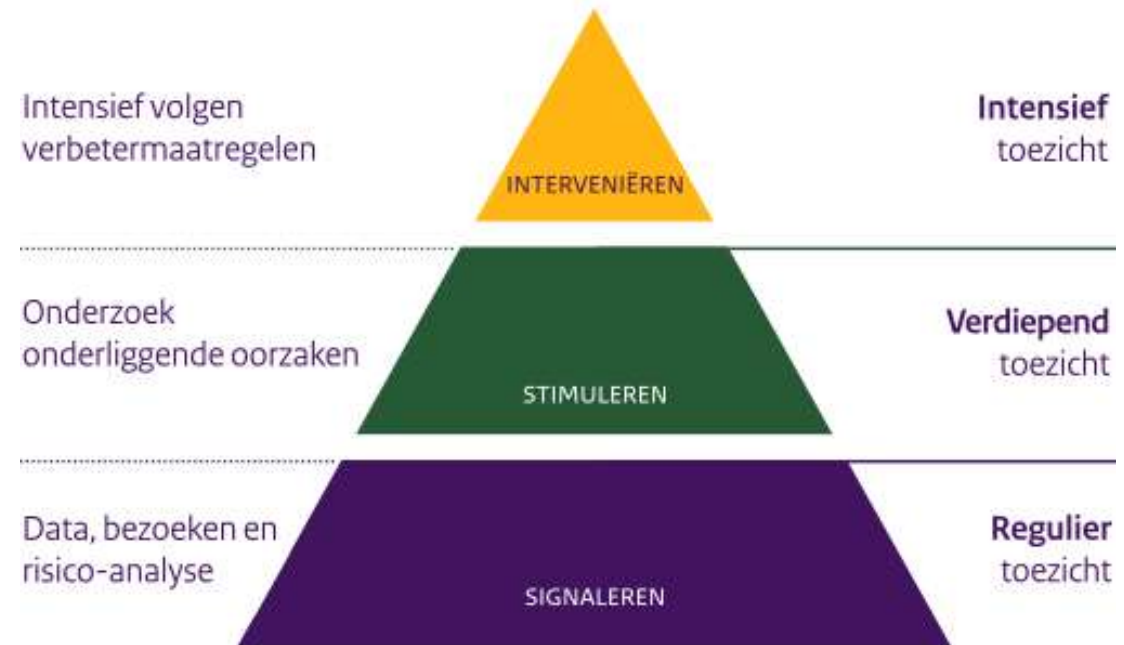 Intensief volgen
verbetermaatregelen
INTERVENIËREN
Intensief
toezicht
Onderzoek
onderliggende oorzaken
STIMULEREN
Verdiepend
toezicht
Data, bezoeken en
risico-analyse
SIGNALEREN
Regulier
toezicht